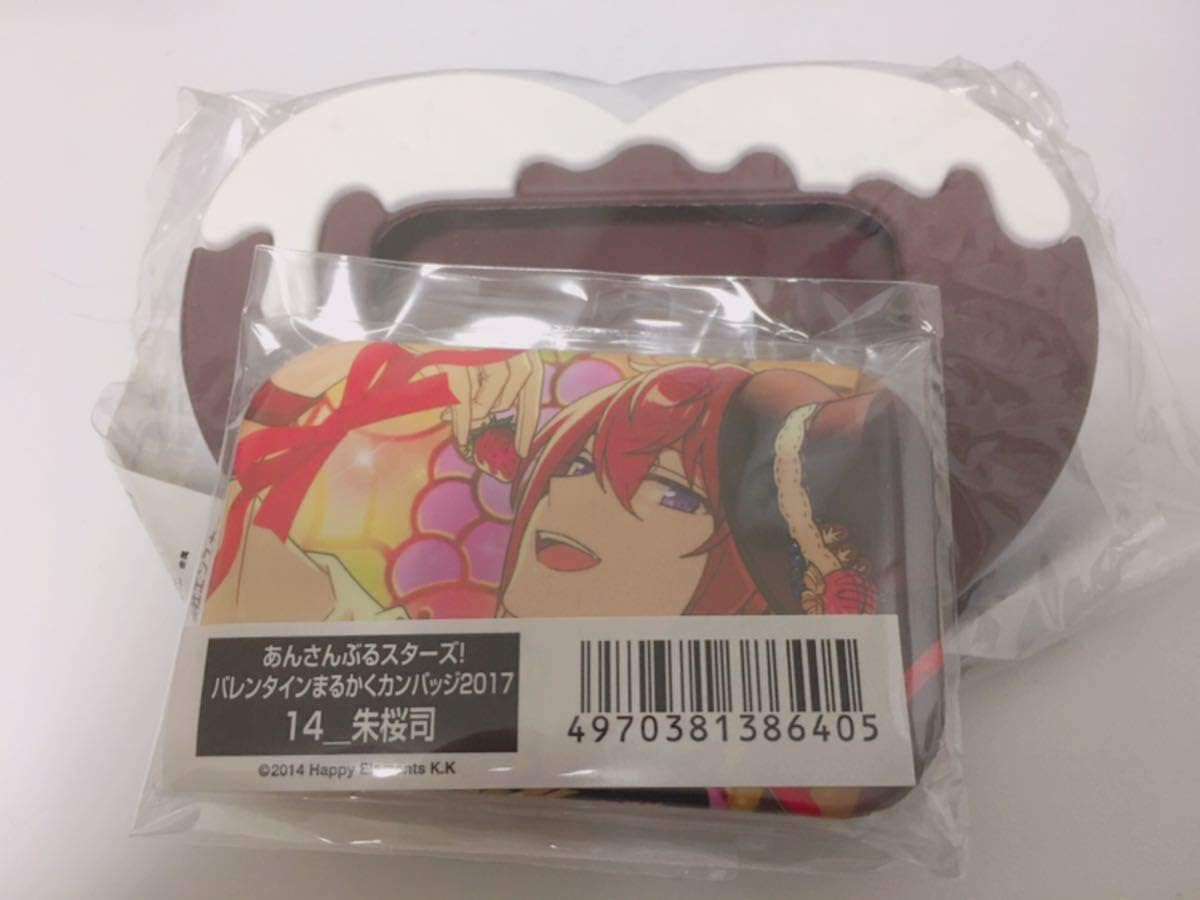 あんさんぶるスターズ!
バレンタインまるかくカンバッジ2017
14_朱桜司
©2014 Happy Elements K.K
4970381386405